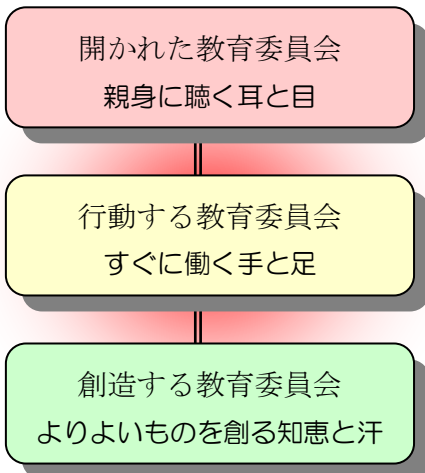 開かれた教育委員会
親身に聴く耳と目
行動する教育委員会
すぐに働く手と足
創造する教育委員会
よりよいものを創る知恵と汗